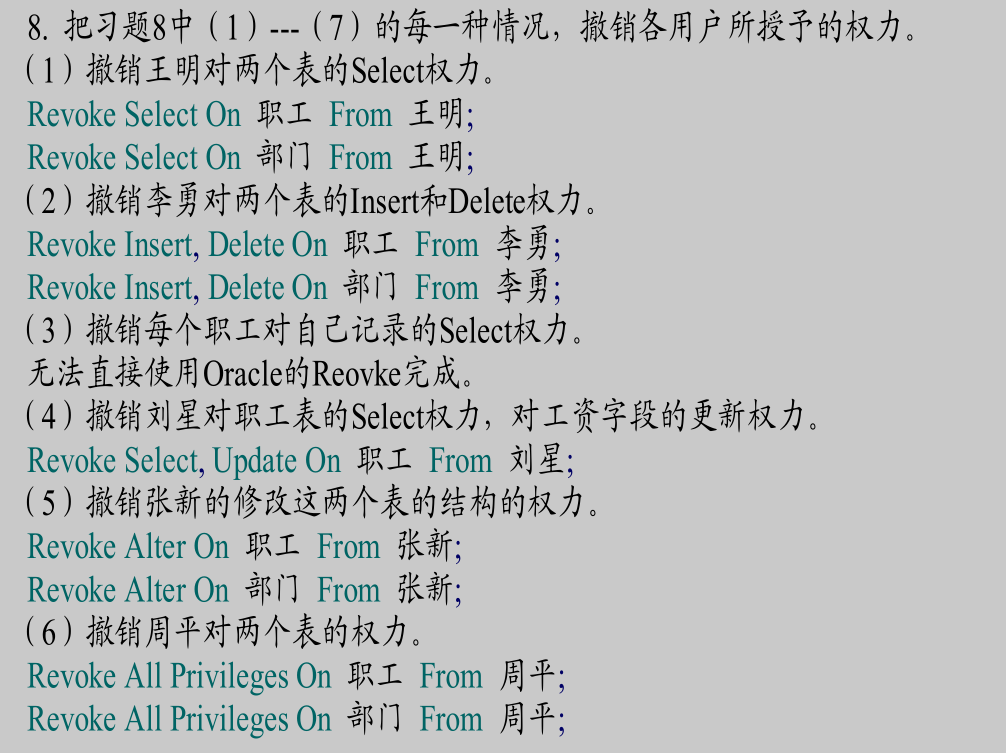 8. 把习题8中（1）---（7）的每一种情况，撤销各用户所授予的权力。
（1）撤销王明对两个表的Select权力。
Revoke Select On 职工 From 王明;
Revoke Select On 部门 From 王明;
（2）撤销李勇对两个表的Insert和Delete权力。
Revoke Insert, Delete On 职工 From 李勇;
Revoke Insert, Delete On 部门 From 李勇;
（3）撤销每个职工对自己记录的Select权力。
无法直接使用Oracle的Reovke完成。
（4）撤销刘星对职工表的Select权力，对工资字段的更新权力。
Revoke Select, Update On 职工 From 刘星;
（5）撤销张新的修改这两个表的结构的权力。
Revoke Alter On 职工 From 张新;
Revoke Alter On 部门 From 张新;
（6）撤销周平对两个表的权力。
Revoke All Privileges On 职工 From 周平;
Revoke All Privileges On 部门 From 周平;